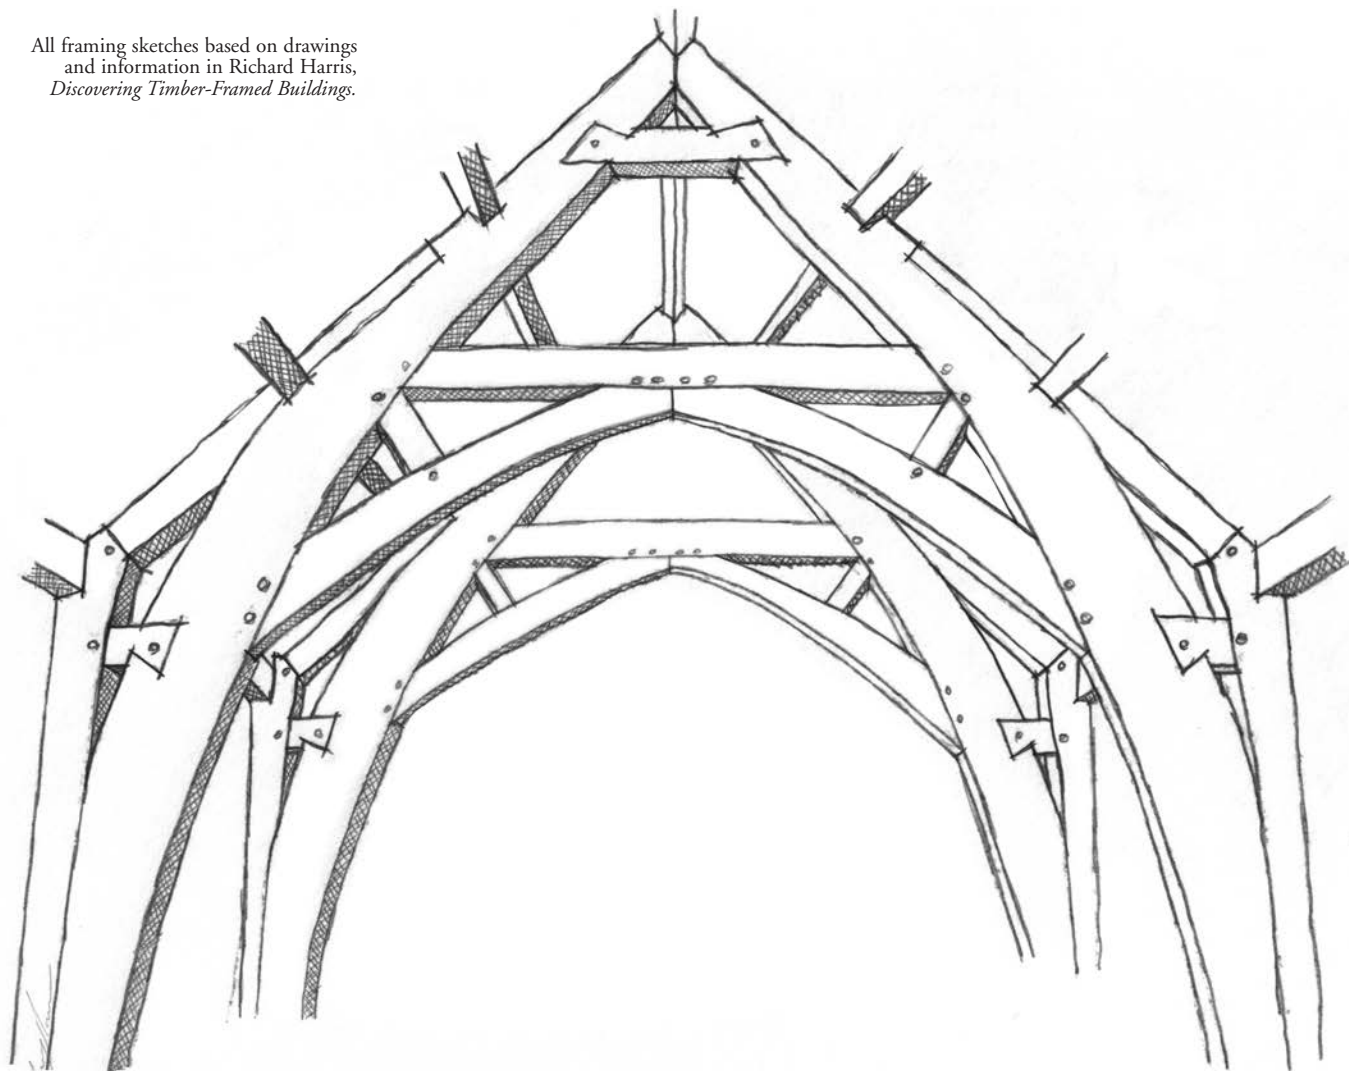 All framing sketches based on drawings
and information in Richard Harris,
Discovering Timber-Framed Buildings.